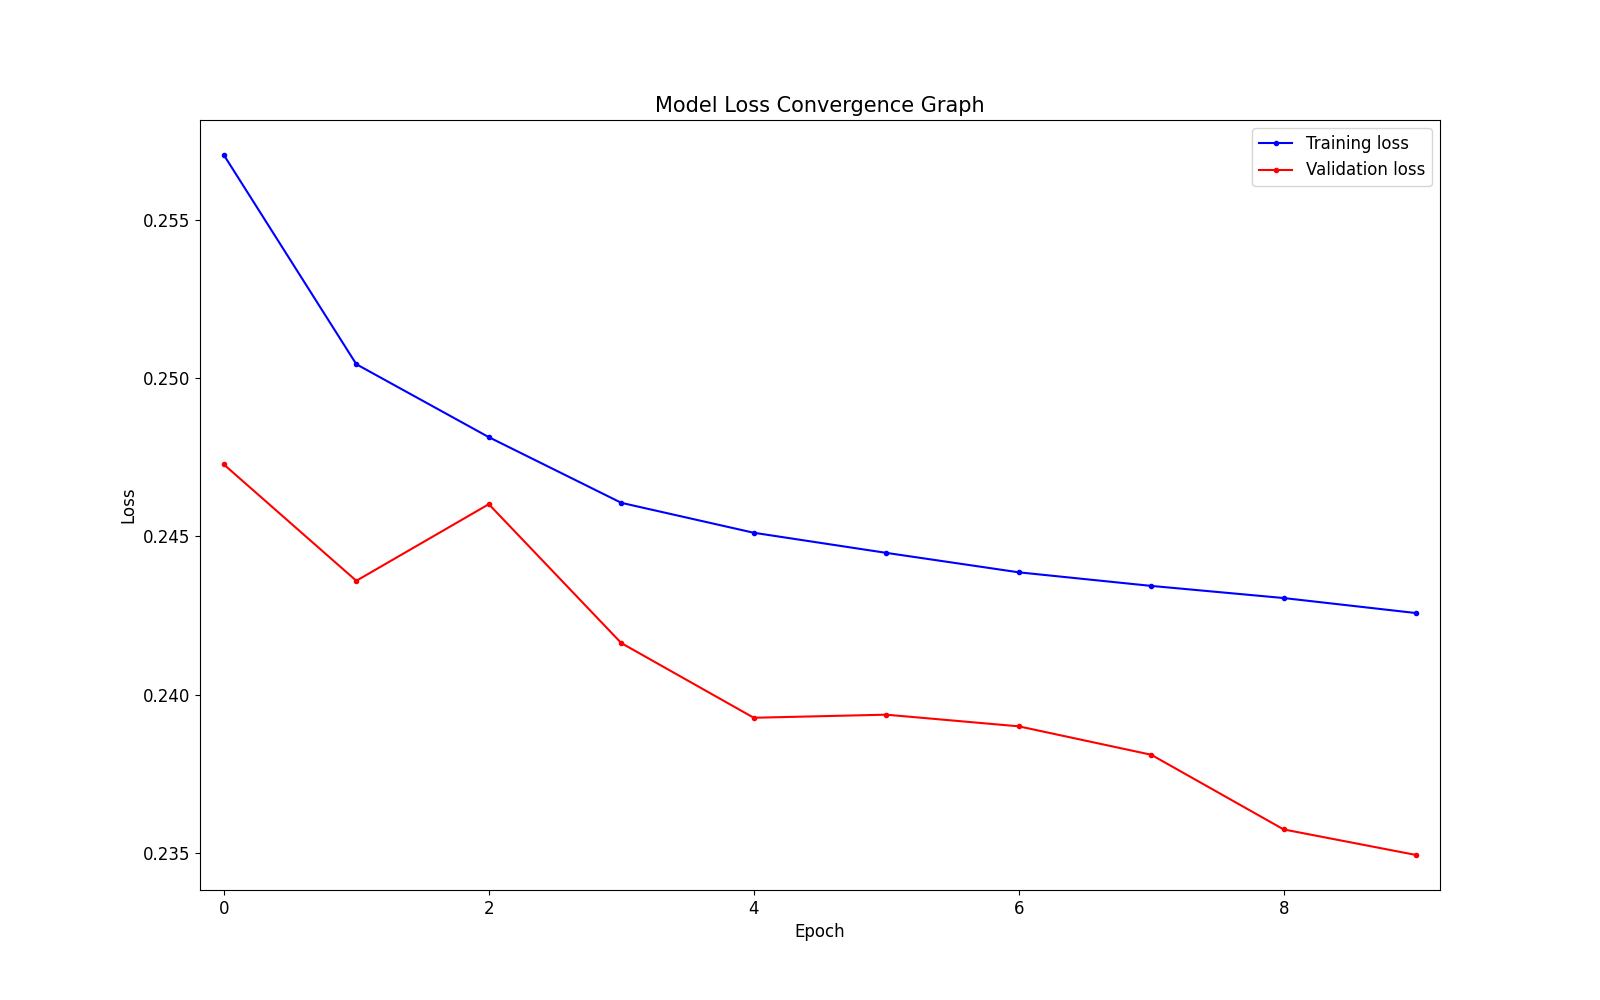 Model Loss Convergence Graph
Training loss
Validation loss
0.255
0.250
0.245
0.240
0.235
Loss
0
2
4
6
8
Epoch